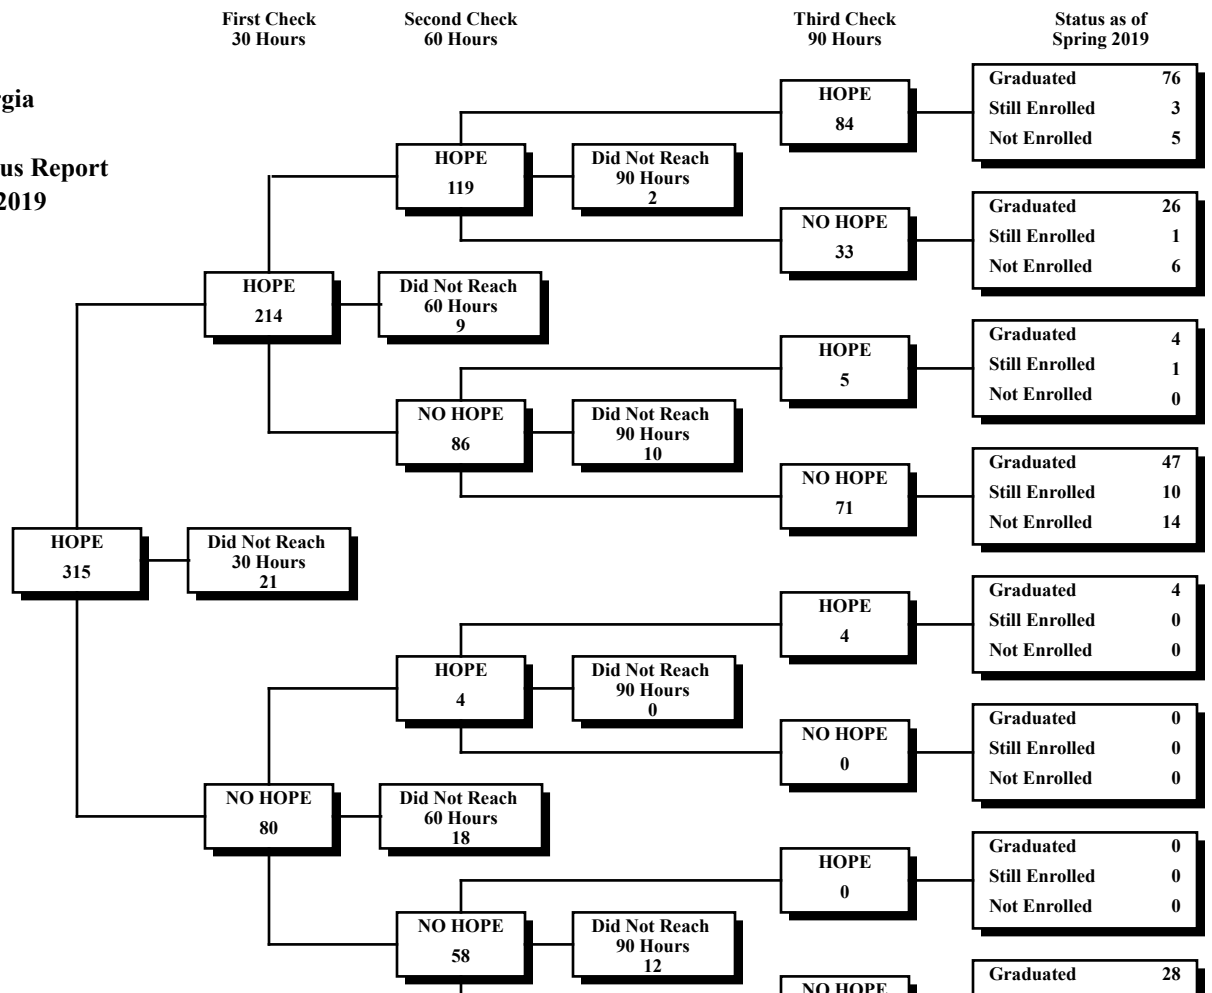 First Check
30 Hours
Second Check
60 Hours
Third Check
90 Hours
Status as of
Spring 2019
rgia
us Report
2019
HOPE
84
Graduated 76
Still Enrolled 3
Not Enrolled 5
HOPE
119
Did Not Reach
90 Hours
2
NO HOPE
33
Graduated 26
Still Enrolled 1
Not Enrolled 6
HOPE
214
Did Not Reach
60 Hours
9
HOPE
5
Graduated 4
Still Enrolled 1
Not Enrolled 0
NO HOPE
86
Did Not Reach
90 Hours
10
NO HOPE
71
Graduated 47
Still Enrolled 10
Not Enrolled 14
HOPE
315
Did Not Reach
30 Hours
21
HOPE
4
Graduated 4
Still Enrolled 0
Not Enrolled 0
HOPE
4
Did Not Reach
90 Hours
0
NO HOPE
0
Graduated 0
Still Enrolled 0
Not Enrolled 0
NO HOPE
80
Did Not Reach
60 Hours
18
HOPE
0
Graduated 0
Still Enrolled 0
Not Enrolled 0
NO HOPE
58
Did Not Reach
90 Hours
12
NO HOPE
Graduated 28